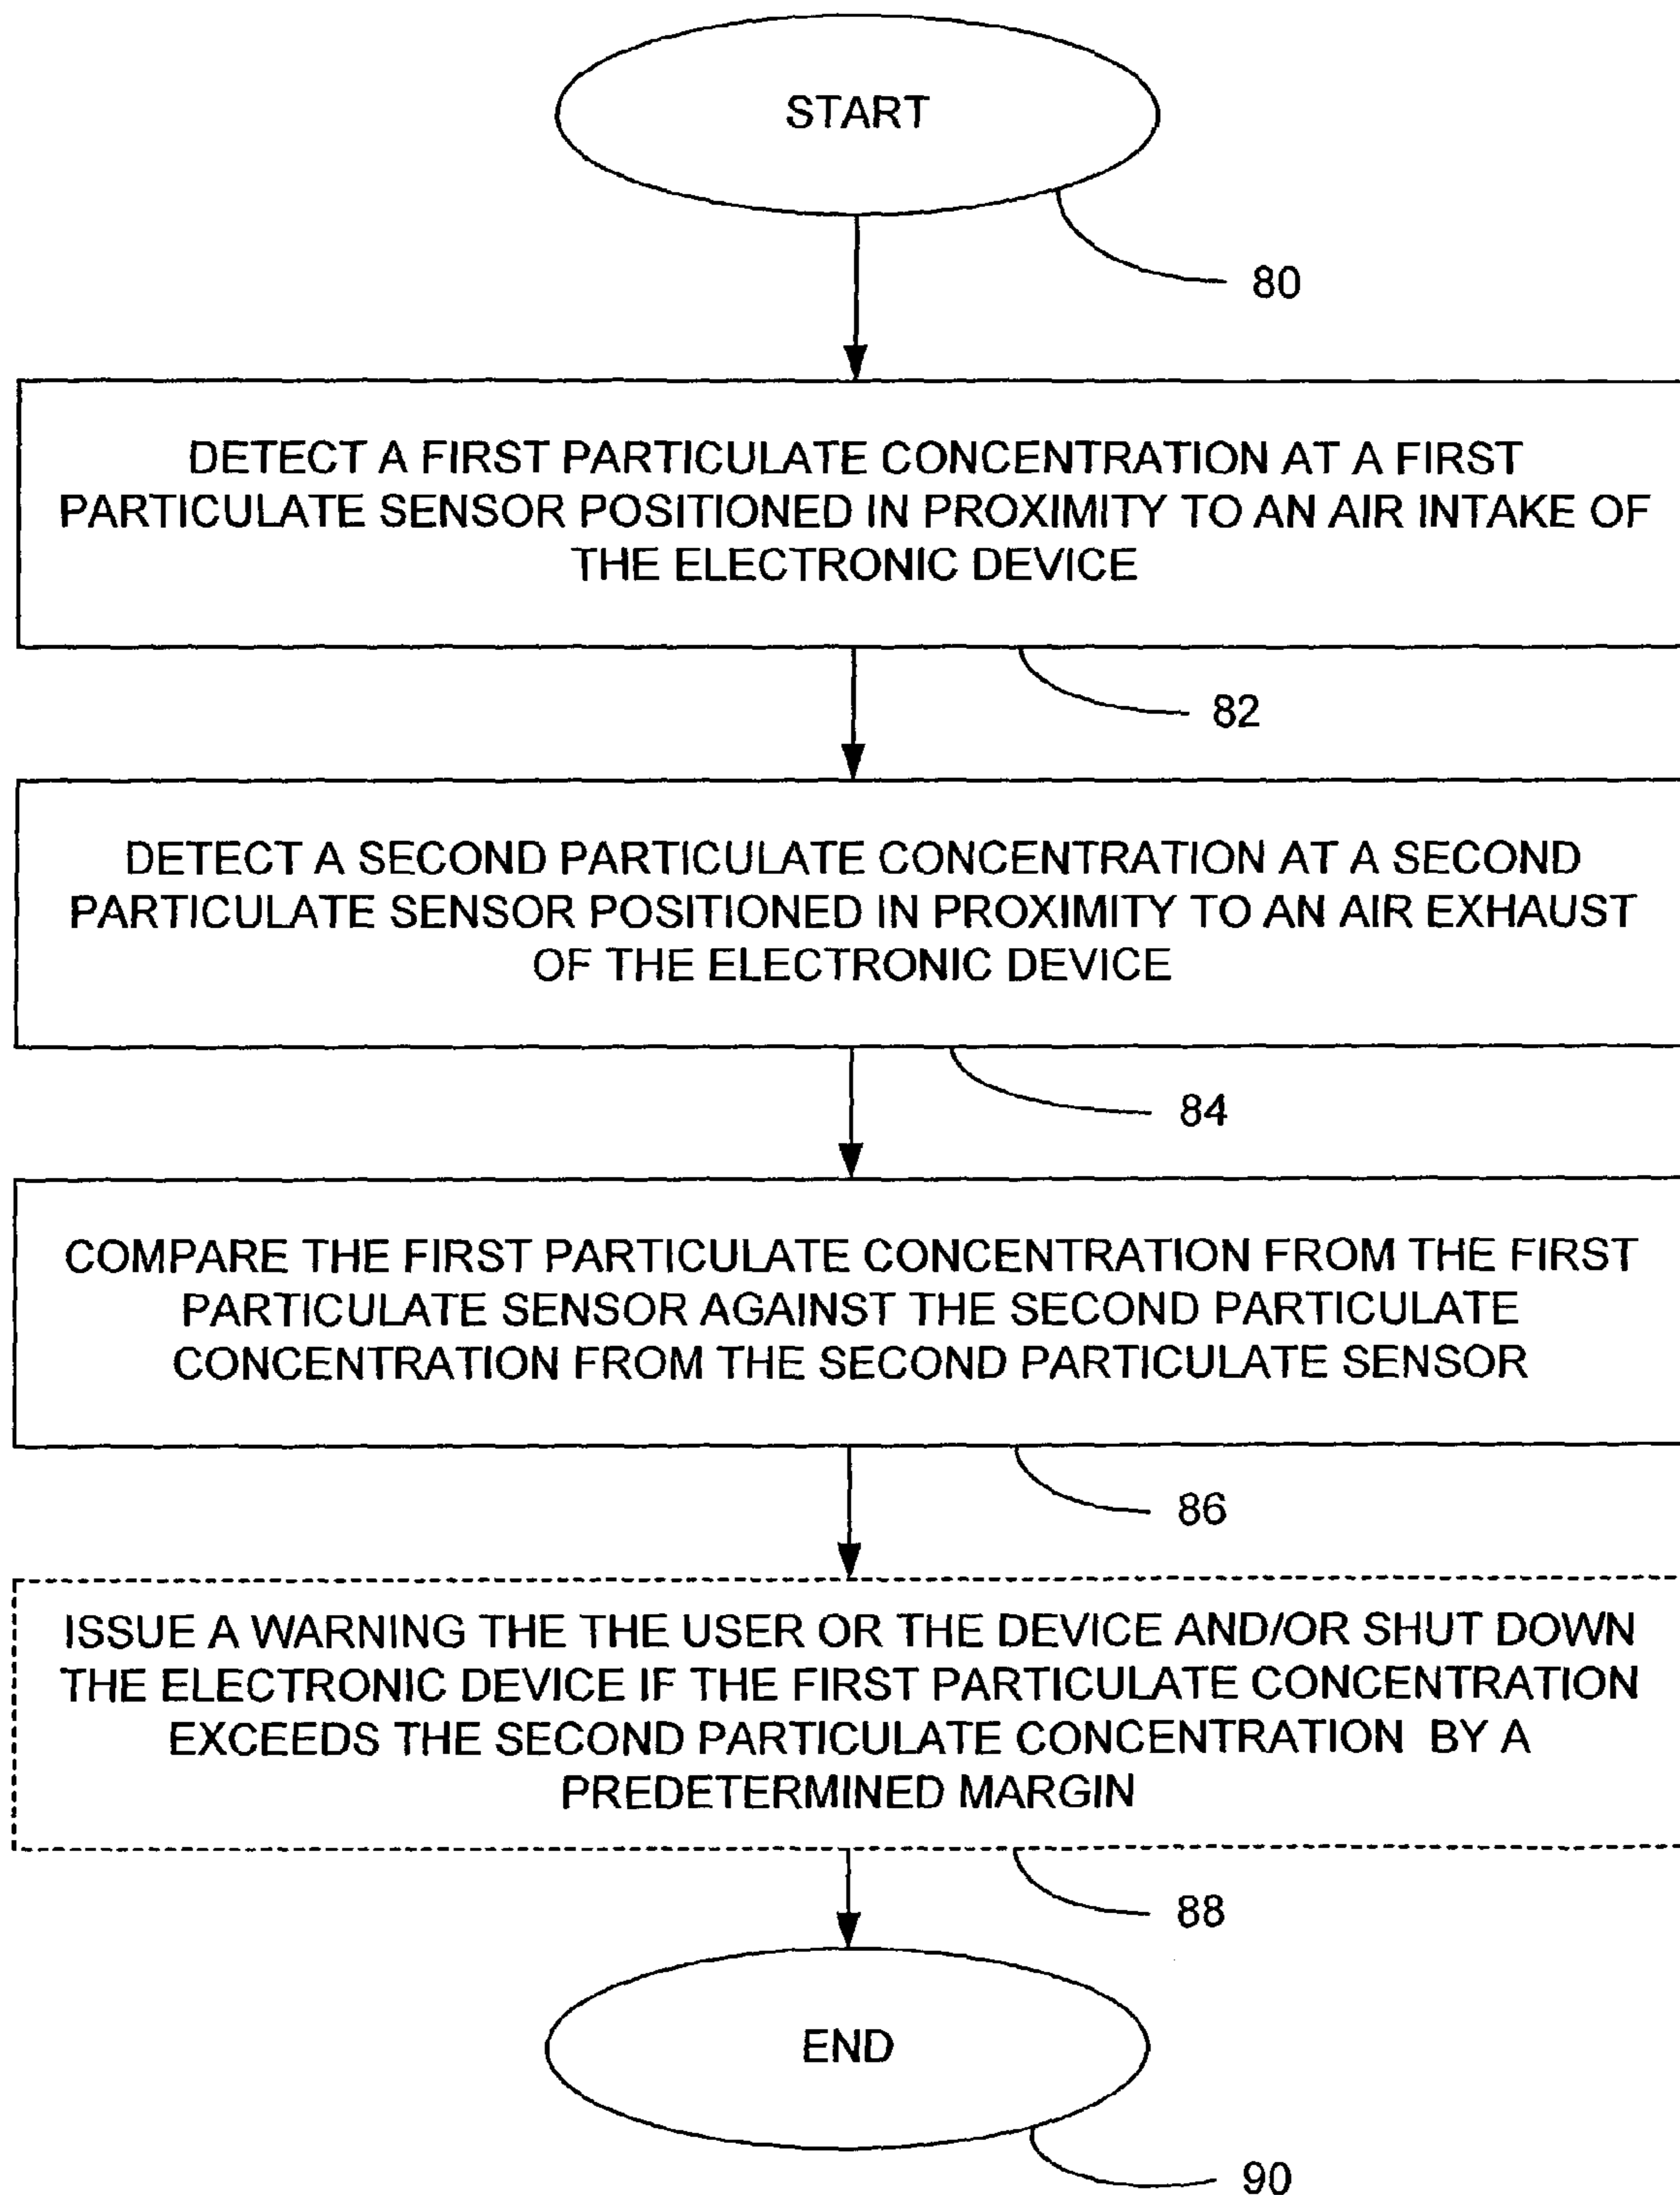 START
80
DETECT A FIRST PARTICULATE CONCENTRATION AT A FIRST
PARTICULATE SENSOR POSITIONED IN PROXIMITY TO AN AIR INTAKE OF
THE ELECTRONIC DEVICE
82
DETECT A SECOND PARTICULATE CONCENTRATION AT A SECOND
PARTICULATE SENSOR POSITIONED IN PROXIMITY TO AN AIR EXHAUST
OF THE ELECTRONIC DEVICE
84
COMPARE THE FIRST PARTICULATE CONCENTRATION FROM THE FIRST
PARTICULATE SENSOR AGAINST THE SECOND PARTICULATE
CONCENTRATION FROM THE SECOND PARTICULATE SENSOR
86
ISSUE A WARNING THE THE USER OR THE DEVICE AND/OR SHUT DOWN
THE ELECTRONIC DEVICE IF THE FIRST PARTICULATE CONCENTRATION
EXCEEDS THE SECOND PARTICULATE CONCENTRATION BY A
PREDETERMINED MARGIN
88
END
90